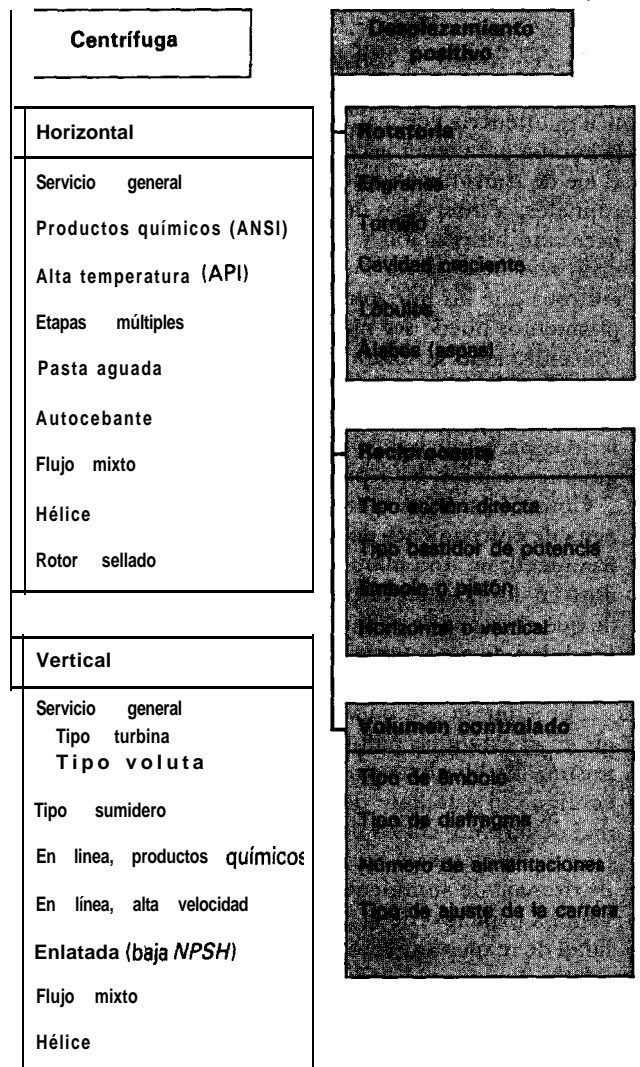 Centrífuga
Horizontal
Servicio general
Productos químicos (ANSI)
Alta temperatura (API)
Etapas múltiples
Pasta aguada
Autocebante
Flujo mixto
Hélice
Rotor sellado
Vertical
Servicio general
Tipo turbina
Tipo voluta
Tipo sumidero
En linea, productos químicos
En línea, alta velocidad
Enlatada (baja NPSH)
Flujo mixto
Hélice
Desplazamiento
positivo
Rotatoria
Engranes
Tornillo
Cavidad
Lóbulos
Alabes (aspas)
Reciprocante
Tipo acción directa
Tipo bastidor de potencia
Émbolo o pistón
Horizontal o vertical
Volumen controlado
Tipo de émbolo
Tipo de diafragma
Número de alimentaciones
Tipo de ajuste de la carrera